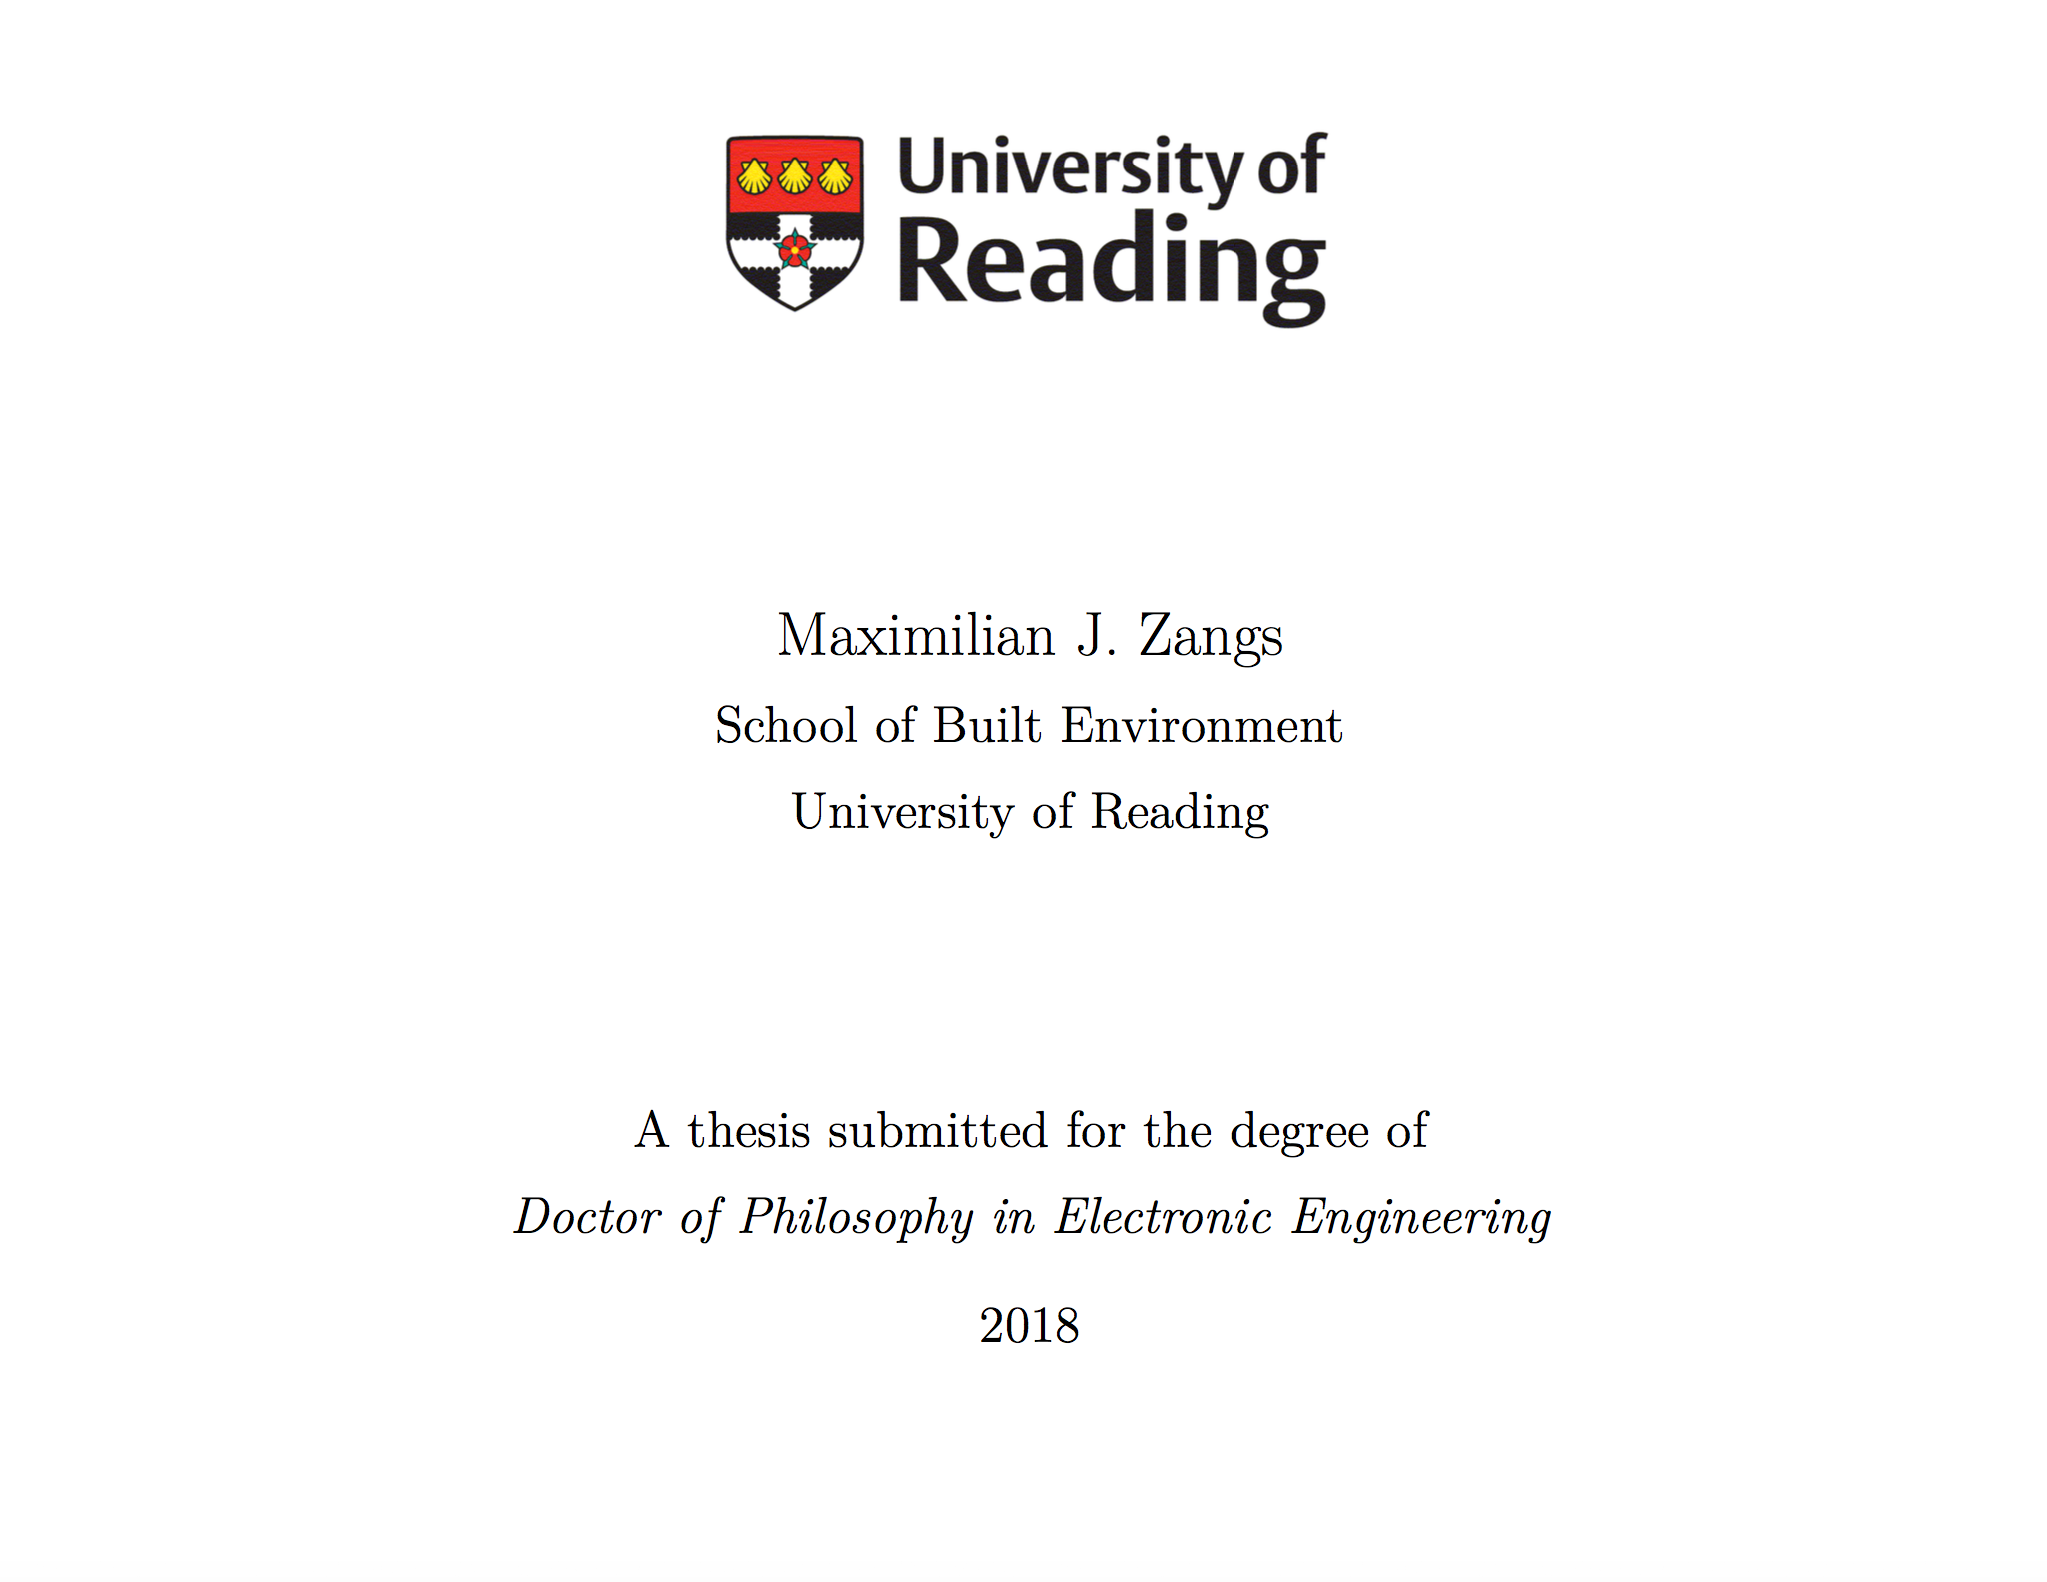 University of
Reading
Maximilian J. Zangs
School of Built Environment
University of Reading
A thesis submitted for the degree of
Doctor of Philosophy in Electronic Engineering
2018